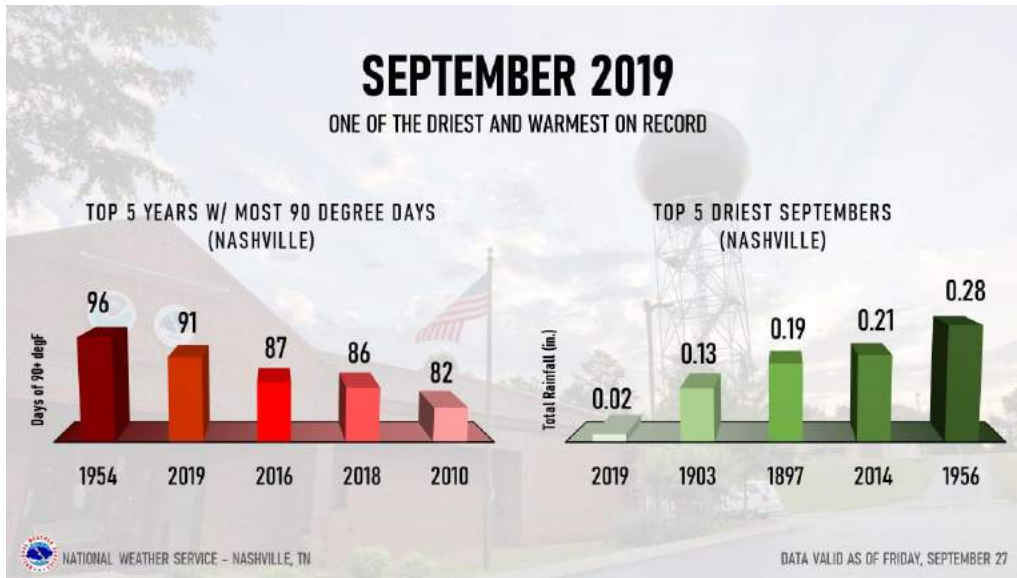 SEPTEMBER 2019
ONE OF THE DRIEST AND WARMEST ON RECORD
TOP 5 YEARS W/ MOST 90 DEGREE DAYS
(NASHVILLE)
Days of 90+ degF
96
91
87
86
82
1954
2019
2016
2018
2010
TOP 5 DRIEST SEPTEMBERS
(NASHVILLE)
Total Rainfall (in.)
0.02
0.13
0.19
0.21
0.28
2019
1903
1897
2014
1956
NATIONAL WEATHER SERVICE - NASHVILLE, TN
DATA VALID AS OF FRIDAY, SEPTEMBER 27